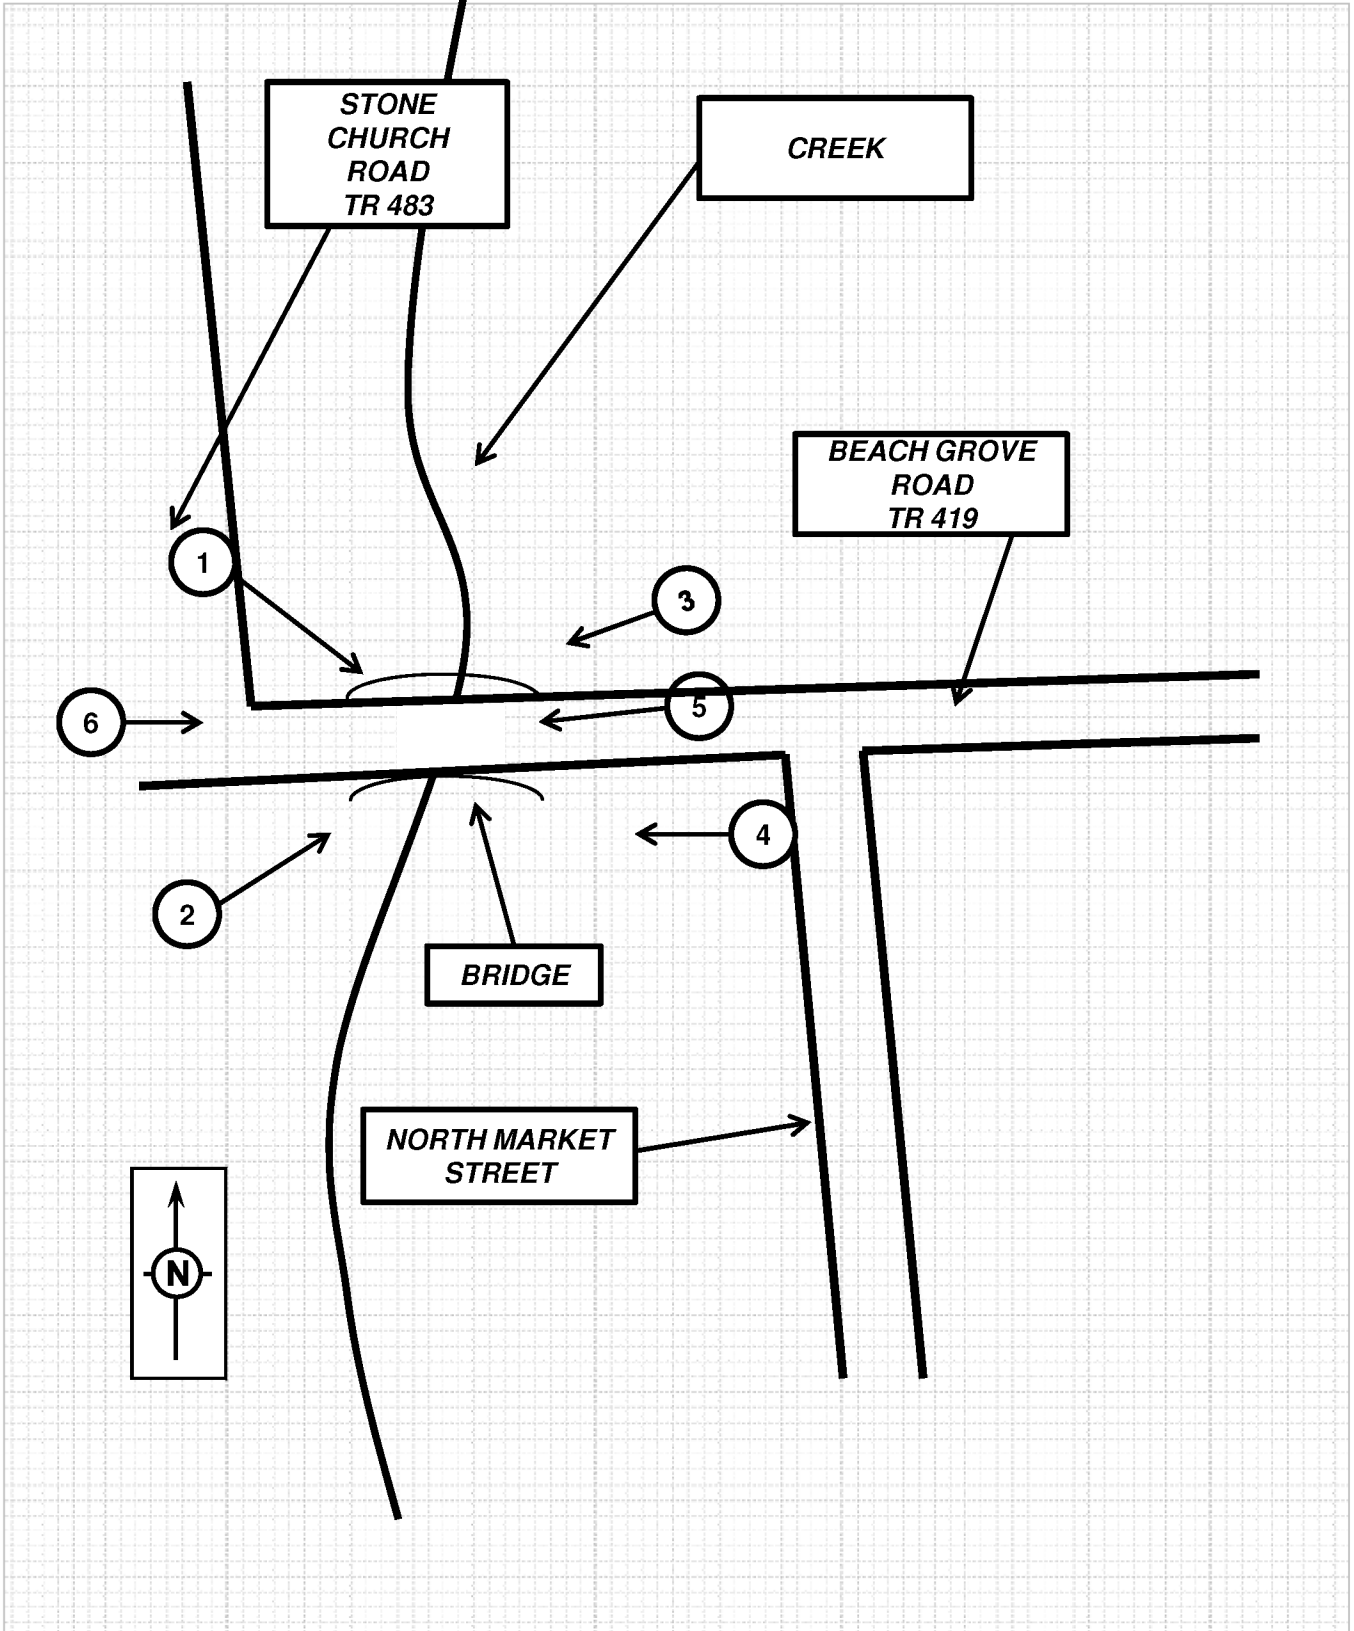 STONE
CHURCH
ROAD
TR 483
CREEK
BEACH GROVE
ROAD
TR 419
1
3
5
6
4
2
BRIDGE
NORTH MARKET
STREET
N